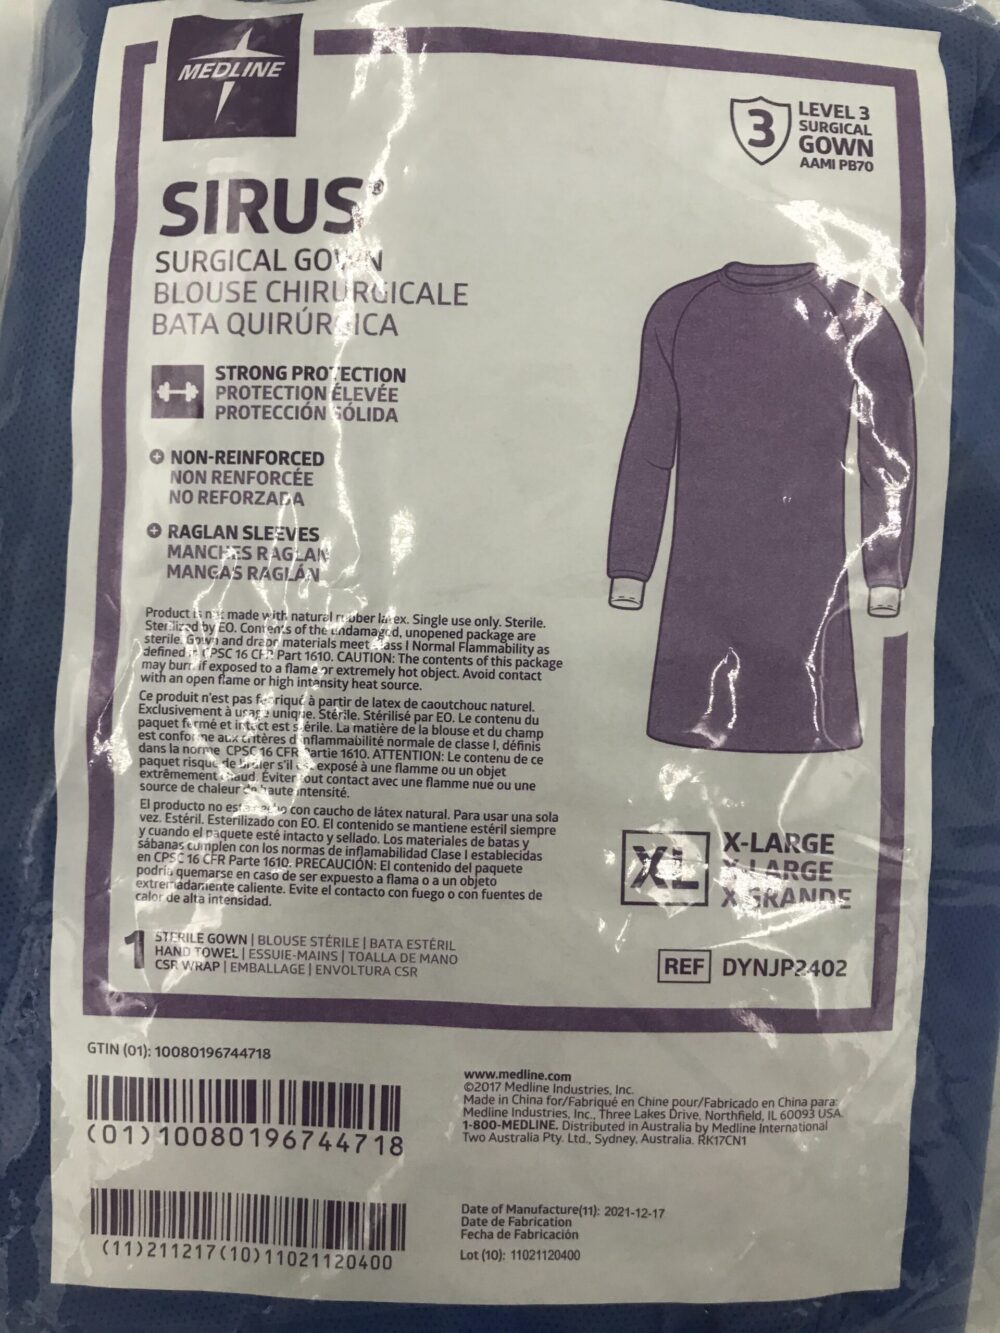 MEDLINE
3
LEVEL 3
SURGICAL
GOWN
AAMI PB70
SIRUS®
SURGICAL GOWN
BLOUSE CHIRURGICALE
BATA QUIRÚRGICA
STRONG PROTECTION
PROTECTION ÉLEVÉE
PROTECCIÓN SÓLIDA
NON-REINFORCED
NON RENFORCÉE
NO REFORZADA
RAGLAN SLEEVES
MANCHES RAGLAN
MANGAS RAGLÁN
Product is not made with natural rubber latex. Single use only. Sterile.
Sterilized by EO. Contents of the undamaged, unopened package are
sterile. Gown and drape materials meet Class I Normal Flammability as
defined in CPSC 16 CFR Part 1610. CAUTION: The contents of this package
may burn if exposed to a flame or extremely hot object. Avoid contact
with an open flame or high intensity heat source.
Ce produit n'est pas fabriqué à partir de latex de caoutchouc naturel.
Exclusivement à usage unique. Stérile. Stérilisé par EO. Le contenu du
paquet fermé et intact est stérile. La matière de la blouse et du champ
est conforme aux critères d'inflammabilité normale de classe I, définis
dans la norme CPSC 16 CFR Partie 1610. ATTENTION: Le contenu de ce
paquet risque de brûler s'il est exposé à une flamme ou un objet
extrêmement chaud. Éviter tout contact avec une flamme nue ou une
source de chaleur de haute intensité.
El producto no está hecho con caucho de látex natural. Para usar una sola
vez. Estéril. Esterilizado con EO. El contenido se mantiene estéril siempre
y cuando el paquete esté intacto y sellado. Los materiales de batas y
sábanas cumplen con los normas de inflamabilidad Clase I establecidas
en CPSC 16 CFR Parte 1610. PRECAUCIÓN: El contenido del paquete
podría quemarse en caso de ser expuesto a flama o a un objeto
extremadamente caliente. Evite el contacto con fuego o con fuentes de
calor de alta intensidad.
XL
X-LARGE
X-LARGE
X GRANDE
1
STERILE GOWN | BLOUSE STÉRILE | BATA ESTÉRIL
HAND TOWEL | ESSUIE-MAINS | TOALLA DE MANO
CSR WRAP | EMBALLAGE | ENVOLTURA CSR
REF DYNJP2402
GTIN (01): 10080196744718
(01)10080196744718
(11)211217(10)11021120400
www.medline.com
©2017 Medline Industries, Inc.
Made in China for/Fabriqué en Chine pour/Fabricado en China para:
Medline Industries, Inc., Three Lakes Drive, Northfield, IL 60093 USA.
1-800-MEDLINE. Distributed in Australia by Medline International
Two Australia Pty. Ltd., Sydney. Australia. RK17CN1
Date of Manufacture(11): 2021-12-17
Date de Fabrication
Fecha de Fabricación
Lot (10): 11021120400